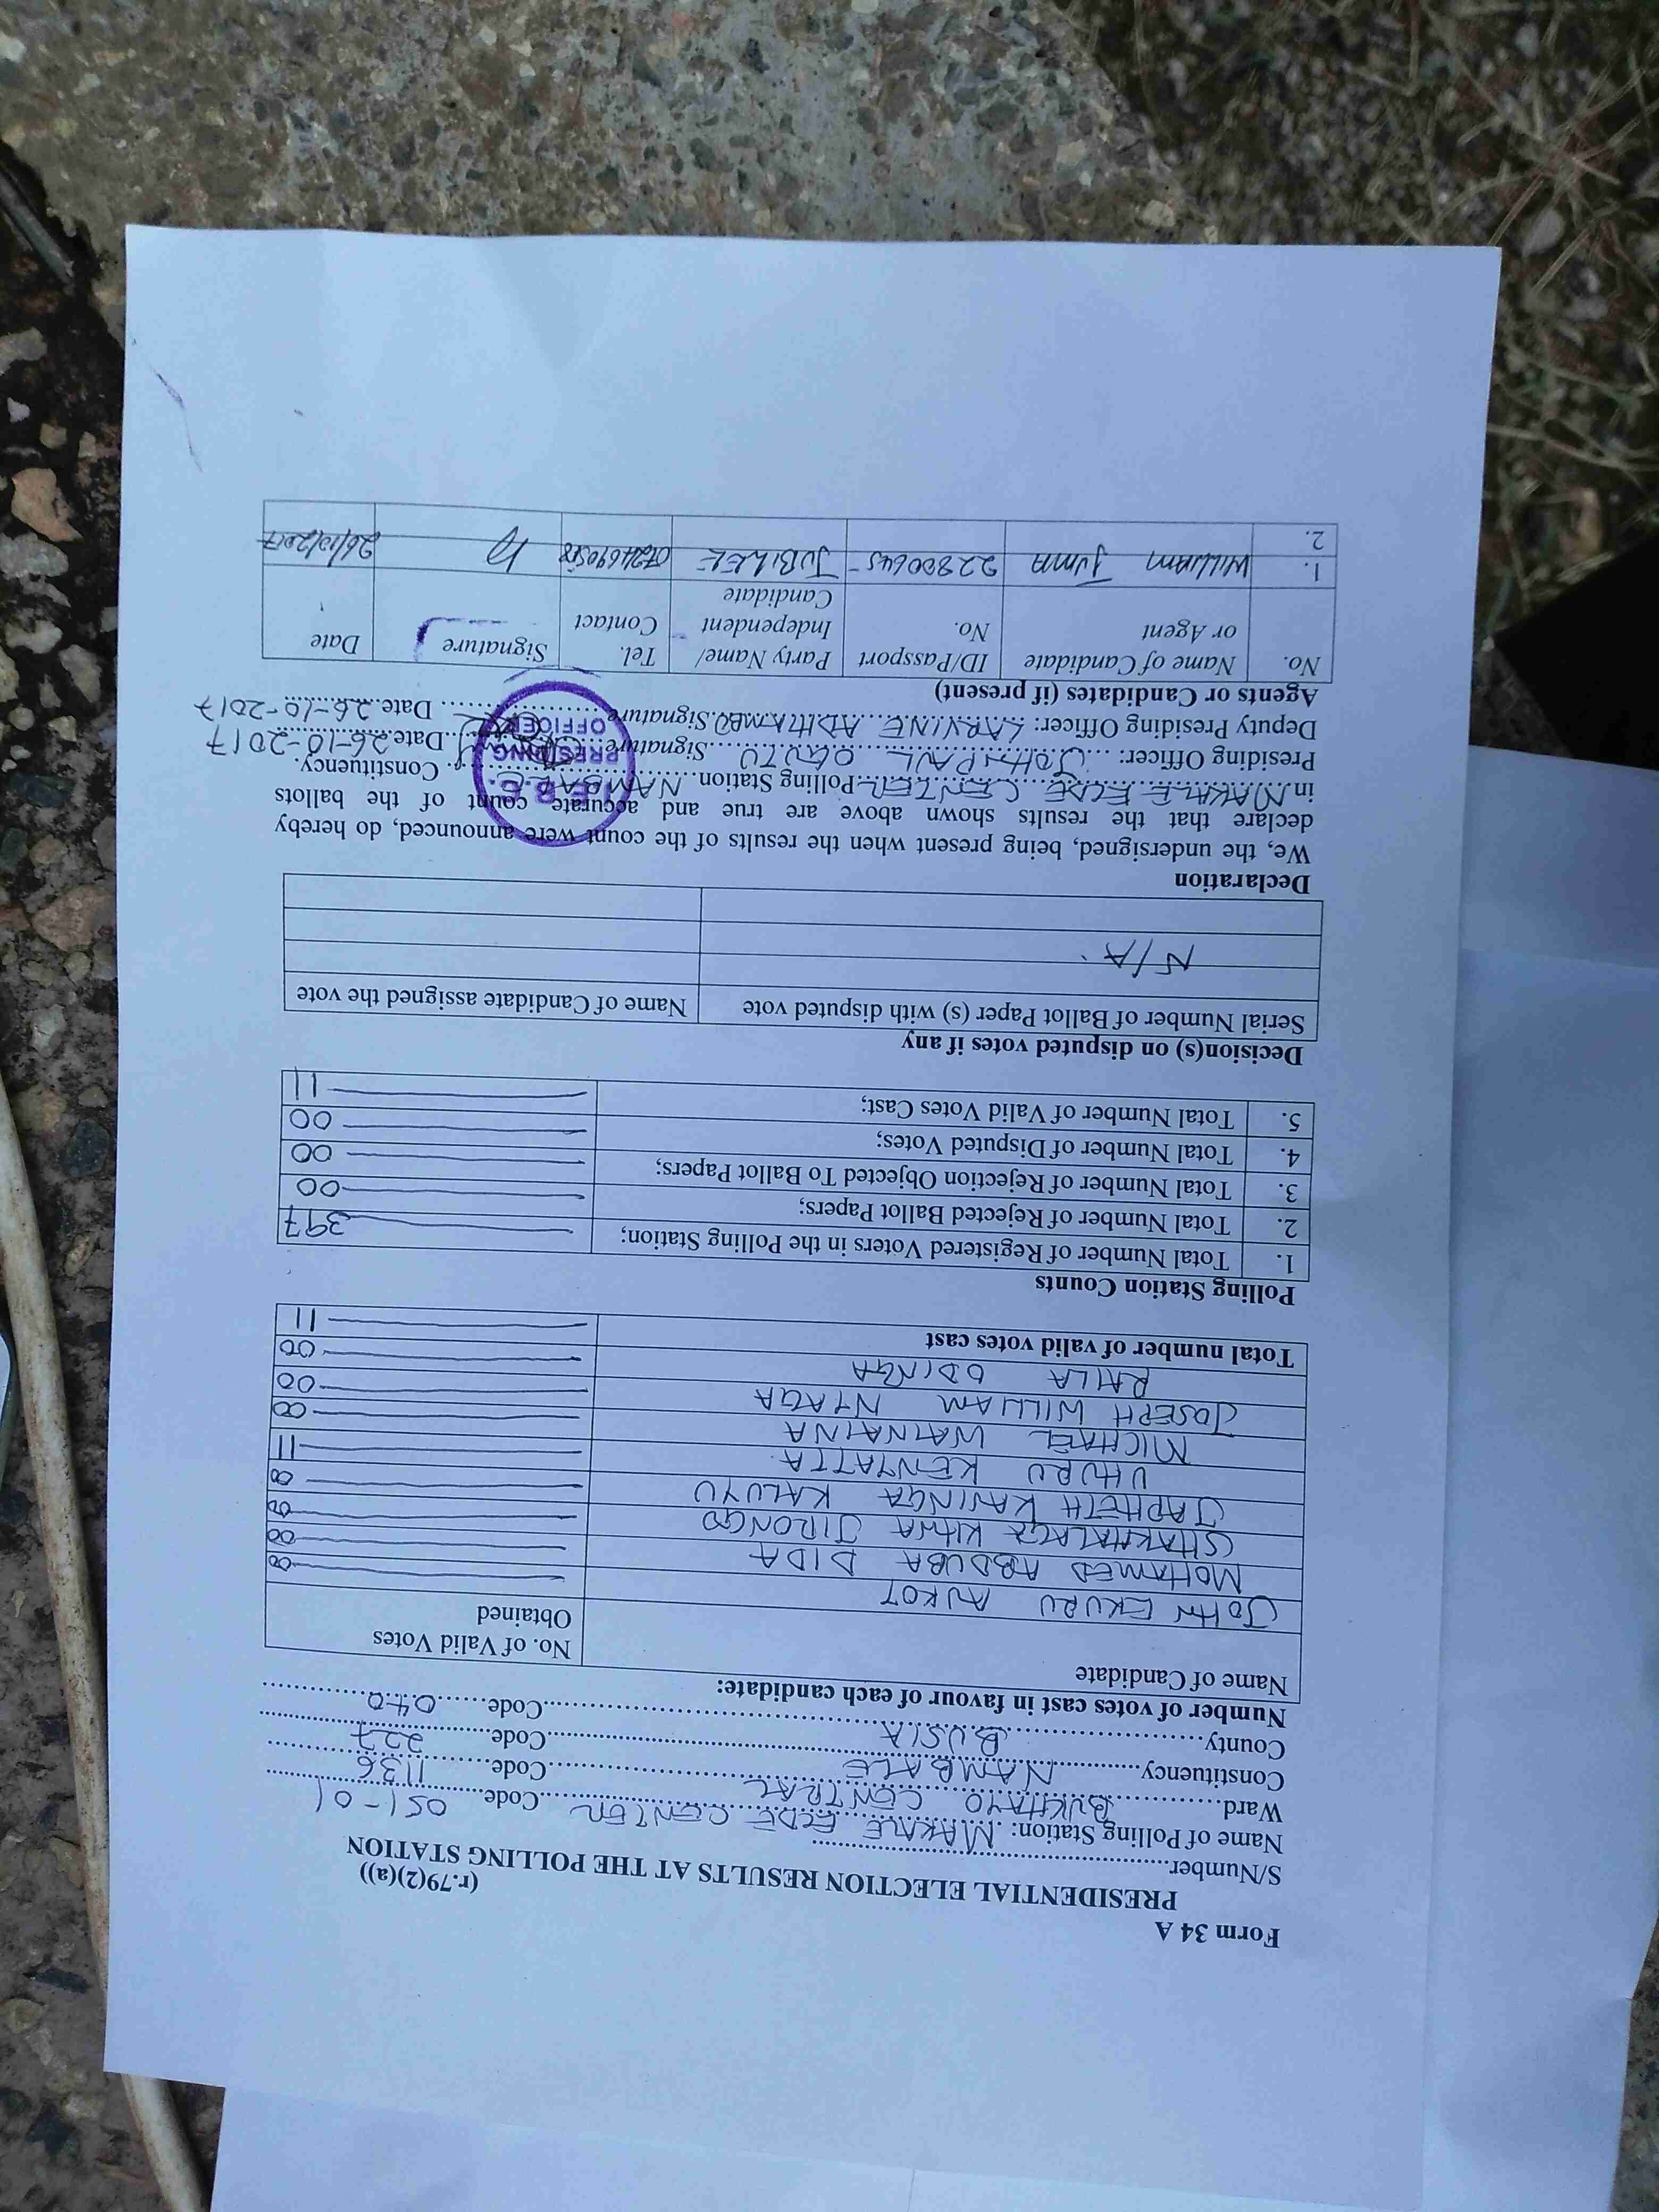 Form 34 A
(r.79(2)(a))
PRESIDENTIAL ELECTION RESULTS AT THE POLLING STATION
S/Number
Name of Polling Station: MAKALE ECDE CENTER Code 051-01
Ward BUKHAYO CENTRAL Code 1136
Constituency NAMBALE Code 227
County BUSIA Code 040
Number of votes cast in favour of each candidate:
Name of Candidate No. of Valid Votes Obtained
JOHN EKURU AUKOT 00
MOHAMED ABDUBA DIDA 00
SHAKHALAGA KHWA JIRONGO 00
JAPHETH KAVINGA KALUYU 00
UHURU KENYATTA 11
MICHAEL WAINAINA 00
JOSEPH WILLIAM NYAGA 00
RAILA ODINGA 00
Total number of valid votes cast 11
Polling Station Counts
1. Total Number of Registered Voters in the Polling Station; 397
2. Total Number of Rejected Ballot Papers; 00
3. Total Number of Rejection Objected To Ballot Papers; 00
4. Total Number of Disputed Votes; 00
5. Total Number of Valid Votes Cast; 11
Decision(s) on disputed votes if any
Serial Number of Ballot Paper (s) with disputed vote Name of Candidate assigned the vote
N/A
Declaration
We, the undersigned, being present when the results of the count were announced, do hereby
declare that the results shown above are true and accurate count of the ballots
in MAKALE ECDE CENTER Polling Station NAMBALE Constituency.
Presiding Officer: JOHN PAUL Signature Date 26-10-2017
Deputy Presiding Officer: LARVINE ADHIAMBO Signature Date 26-10-2017
I.E.B.C.
PRESIDING
OFFICER
Agents or Candidates (if present)
No. Name of Candidate or Agent ID/Passport No. Party Name/ Independent Candidate Tel. Contact Signature Date
1. WILLIAM JUMA 22800645 JUBILEE 26/10/2017
2.